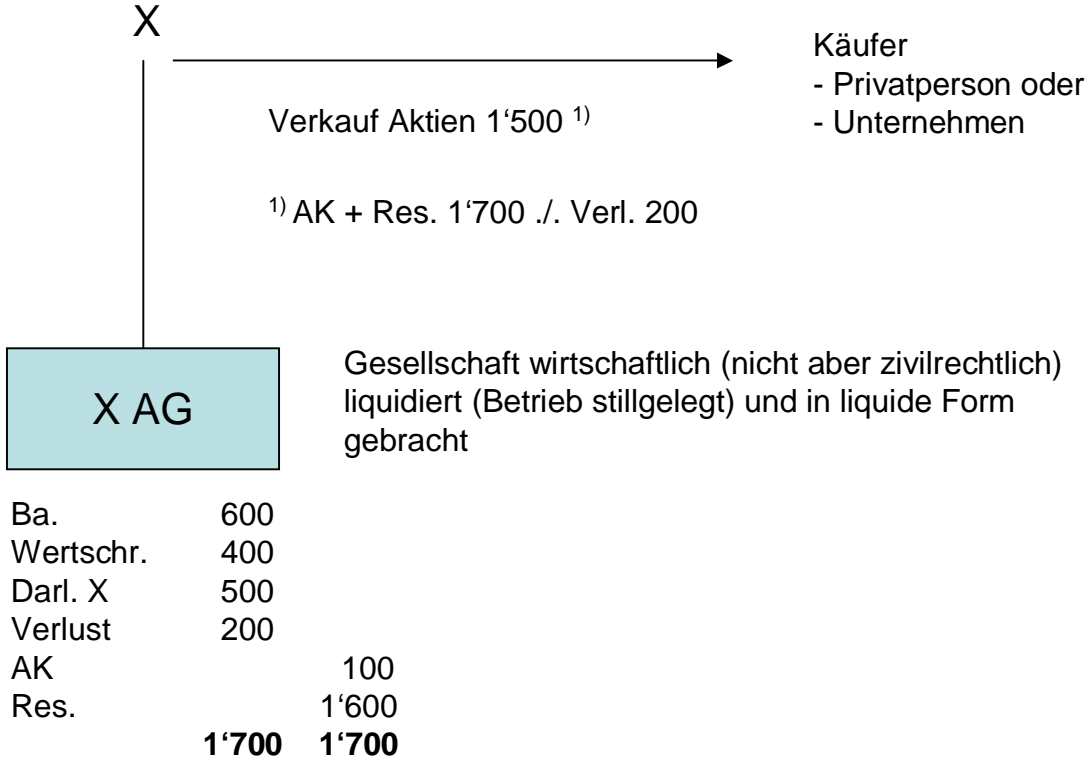 X
Käufer
- Privatperson oder
- Unternehmen
Verkauf Aktien 1‘500 1)
1) AK + Res. 1‘700 ./. Verl. 200
X AG
Gesellschaft wirtschaftlich (nicht aber zivilrechtlich)
liquidiert (Betrieb stillgelegt) und in liquide Form
gebracht
Ba. 600
Wertschr. 400
Darl. X 500
Verlust 200
AK 100
Res. 1‘600
1‘700 1‘700